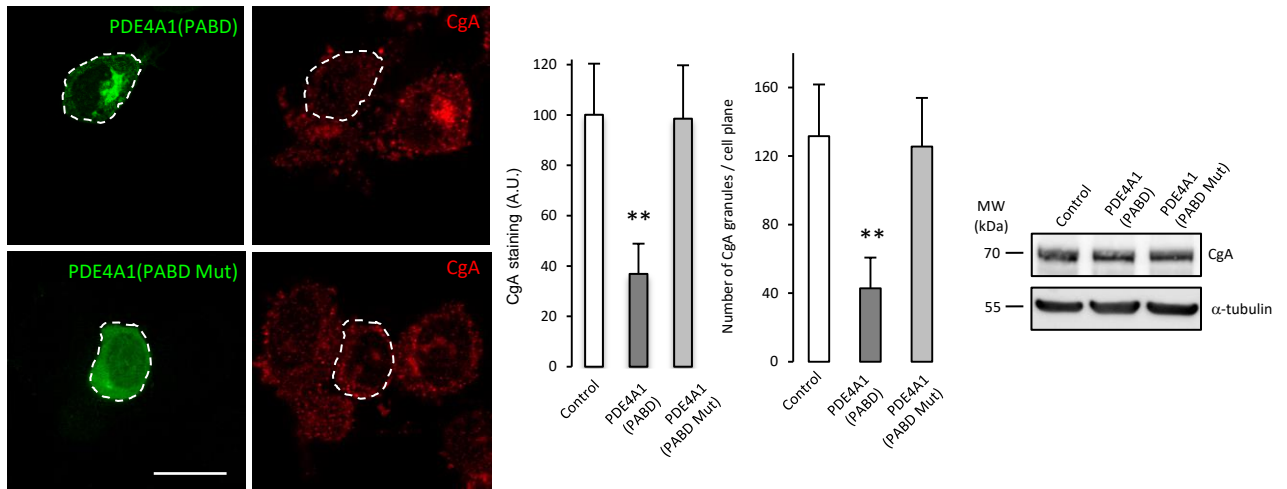 PDE4A1(PABD)
CgA
PDE4A1(PABD Mut)
CgA
CgA staining (A.U.)
120
100
80
60
40
20
0
**
Control
PDE4A1
(PABD)
PDE4A1
(PABD Mut)
Number of CgA granules / cell plane
160
120
80
40
0
**
Control
PDE4A1
(PABD)
PDE4A1
(PABD Mut)
MW
(kDa)
Control
PDE4A1
(PABD)
PDE4A1
(PABD Mut)
70
CgA
55
α-tubulin